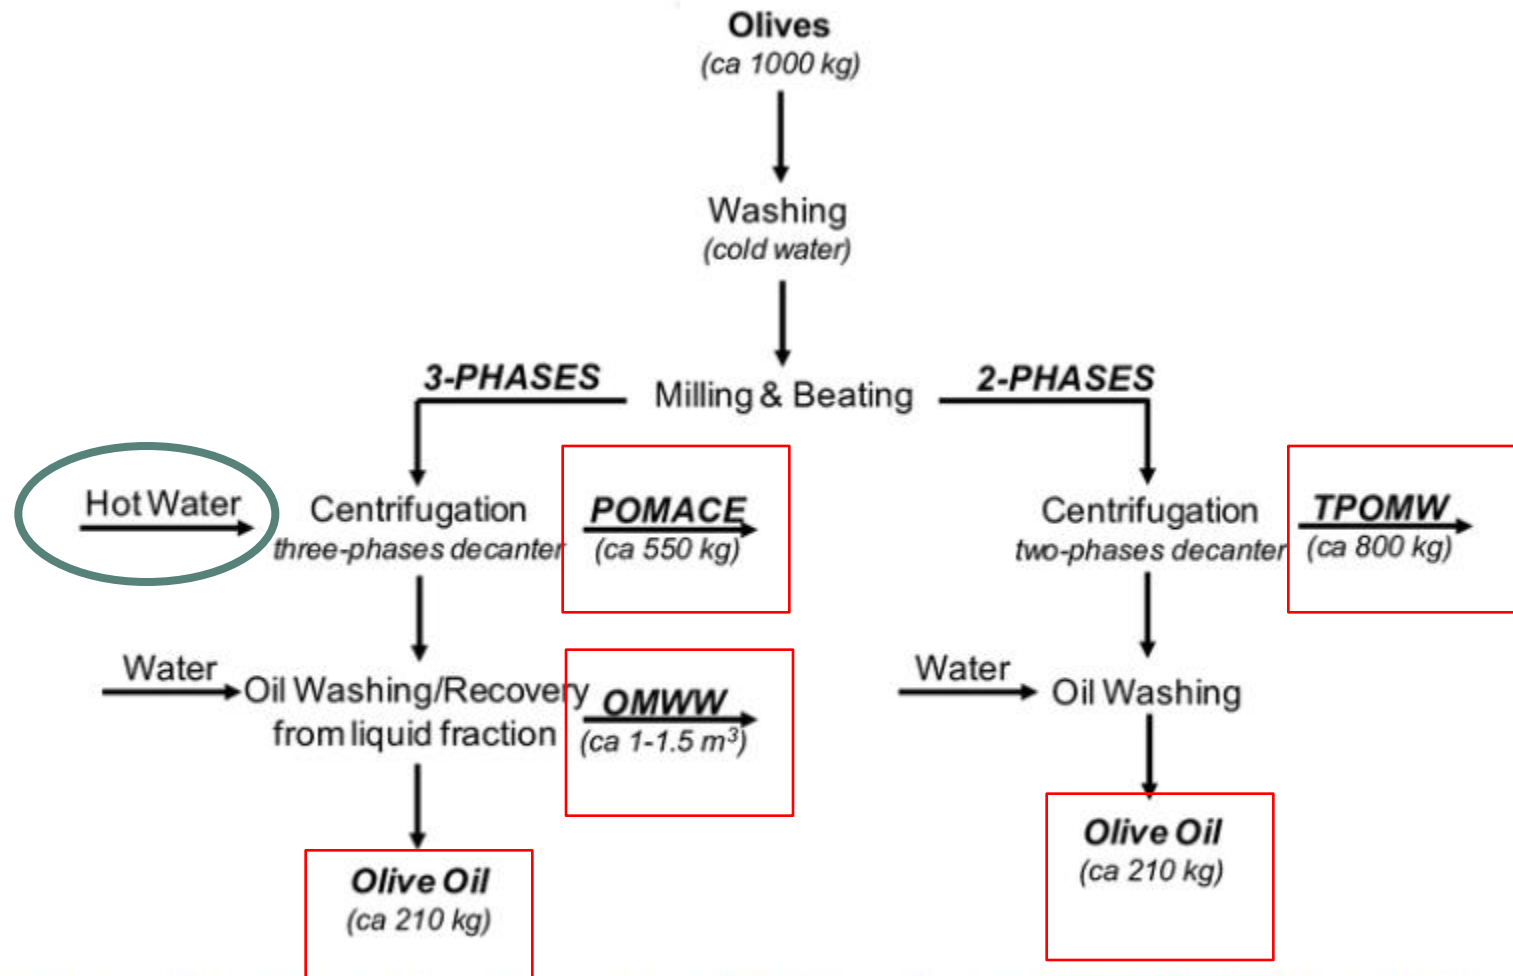 Olives
(ca 1000 kg)
Washing
(cold water)
3-PHASES
Milling & Beating
2-PHASES
Hot Water
Centrifugation
three-phases decanter
POMACE
(ca 550 kg)
Centrifugation
two-phases decanter
TPOMW
(ca 800 kg)
Water
Oil Washing/Recovery
from liquid fraction
OMWW
(ca 1-1.5 m³)
Water
Oil Washing
Olive Oil
(ca 210 kg)
Olive Oil
(ca 210 kg)